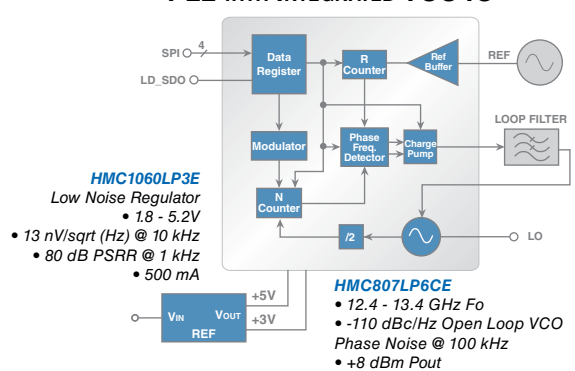 PLL WITH INTEGRATED VCO IC
SPI
4
Data
Register
R
Counter
Ref
Buffer
REF
LD_SDO
LOOP FILTER
Modulator
Phase
Freq.
Detector
Charge
Pump
N
Counter
/2
LO
HMC1060LP3E
Low Noise Regulator
• 1.8 - 5.2V
• 13 nV/sqrt (Hz) @ 10 kHz
• 80 dB PSRR @ 1 kHz
• 500 mA
VIN
VOUT
REF
+5V
+3V
HMC807LP6CE
• 12.4 - 13.4 GHz Fo
• -110 dBc/Hz Open Loop VCO
Phase Noise @ 100 kHz
• +8 dBm Pout